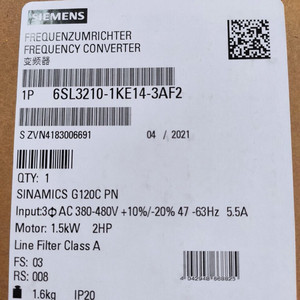 SIEMENS
FREQUENZUMRICHTER
FREQUENCY CONVERTER
变频器
1P 6SL3210-1KE14-3AF2
S ZVN4183006691 04 / 2021
QTY: 1
SINAMICS G120C PN
Input:3Φ AC 380-480V +10%/-20% 47 -63Hz 5.5A
Motor: 1.5kW 2HP
Line Filter Class A
FS: 03
RS: 008
1.6kg IP20